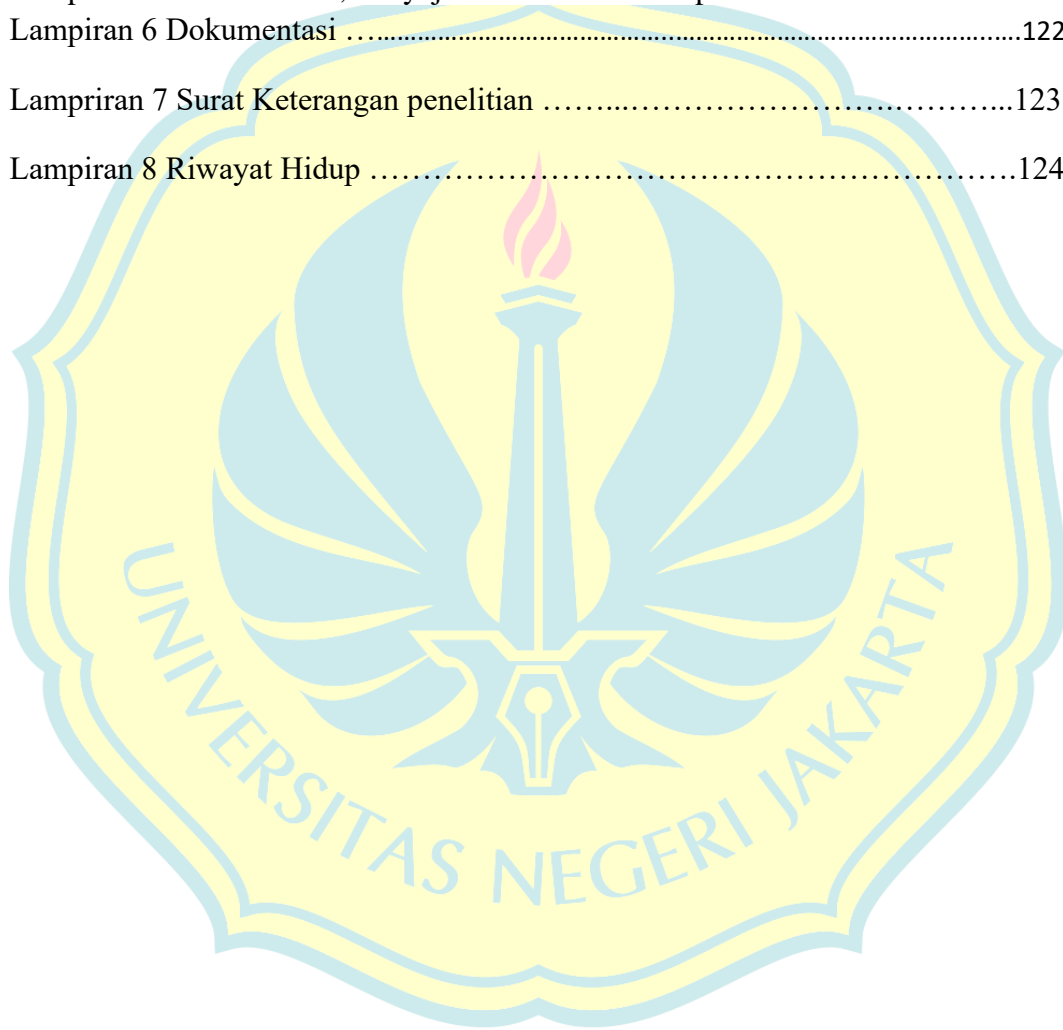 Lampiran 6 Dokumentasi …...............................................................................................122
Lampriran 7 Surat Keterangan penelitian ……...……………………..…………...123
Lampiran 8 Riwayat Hidup ……………………………………………………….124
UNIVERSITAS NEGERI JAKARTA